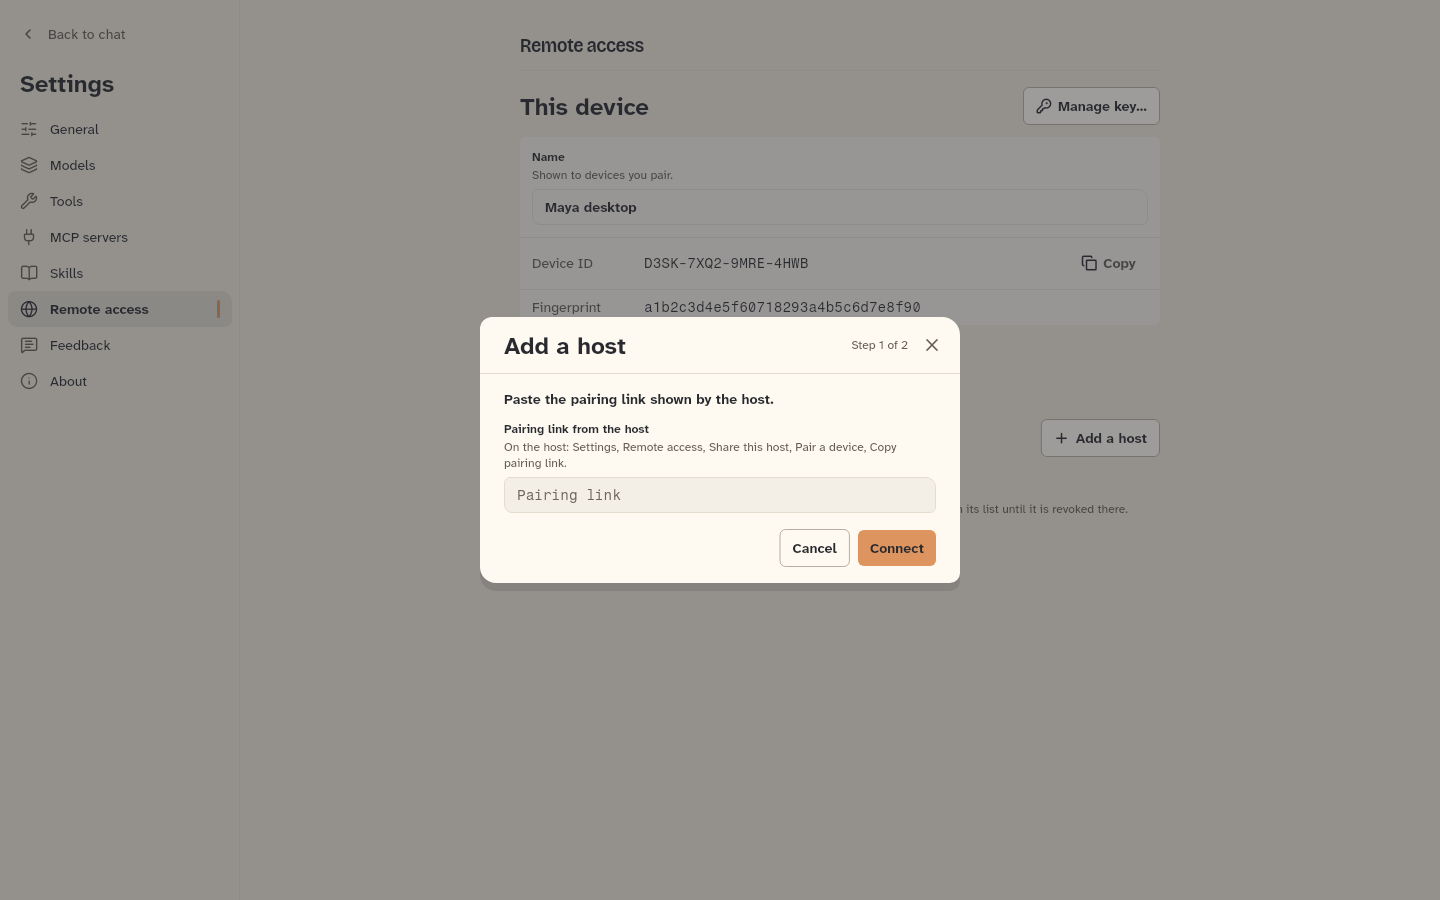 Back to chat
Settings
General
Models
Tools
MCP servers
Skills
Remote access
Feedback
About
Remote access
This device
Manage key...
Name
Shown to devices you pair.
Maya desktop
Device ID
D3SK-7XQ2-9MRE-4HWB
Copy
Fingerprint
a1b2c3d4e5f60718293a4b5c6d7e8f90
Add a host
Step 1 of 2
Paste the pairing link shown by the host.
Pairing link from the host
On the host: Settings, Remote access, Share this host, Pair a device, Copy
pairing link.
Pairing link
Cancel
Connect
Add a host
its list until it is revoked there.